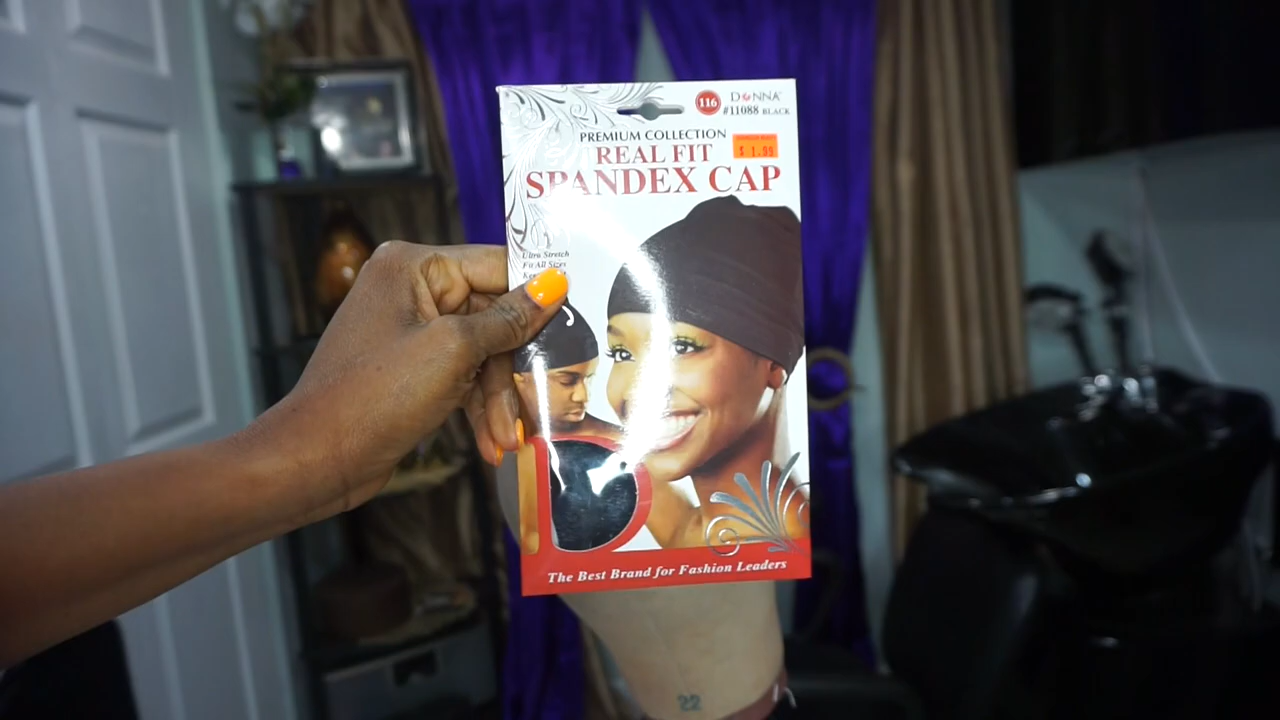 116
DONNA
#11088 BLACK
PREMIUM COLLECTION
REAL FIT
$ 1.99
SPANDEX CAP
Ultra Stretch
Fit All Sizes
The Best Brand for Fashion Leaders
22